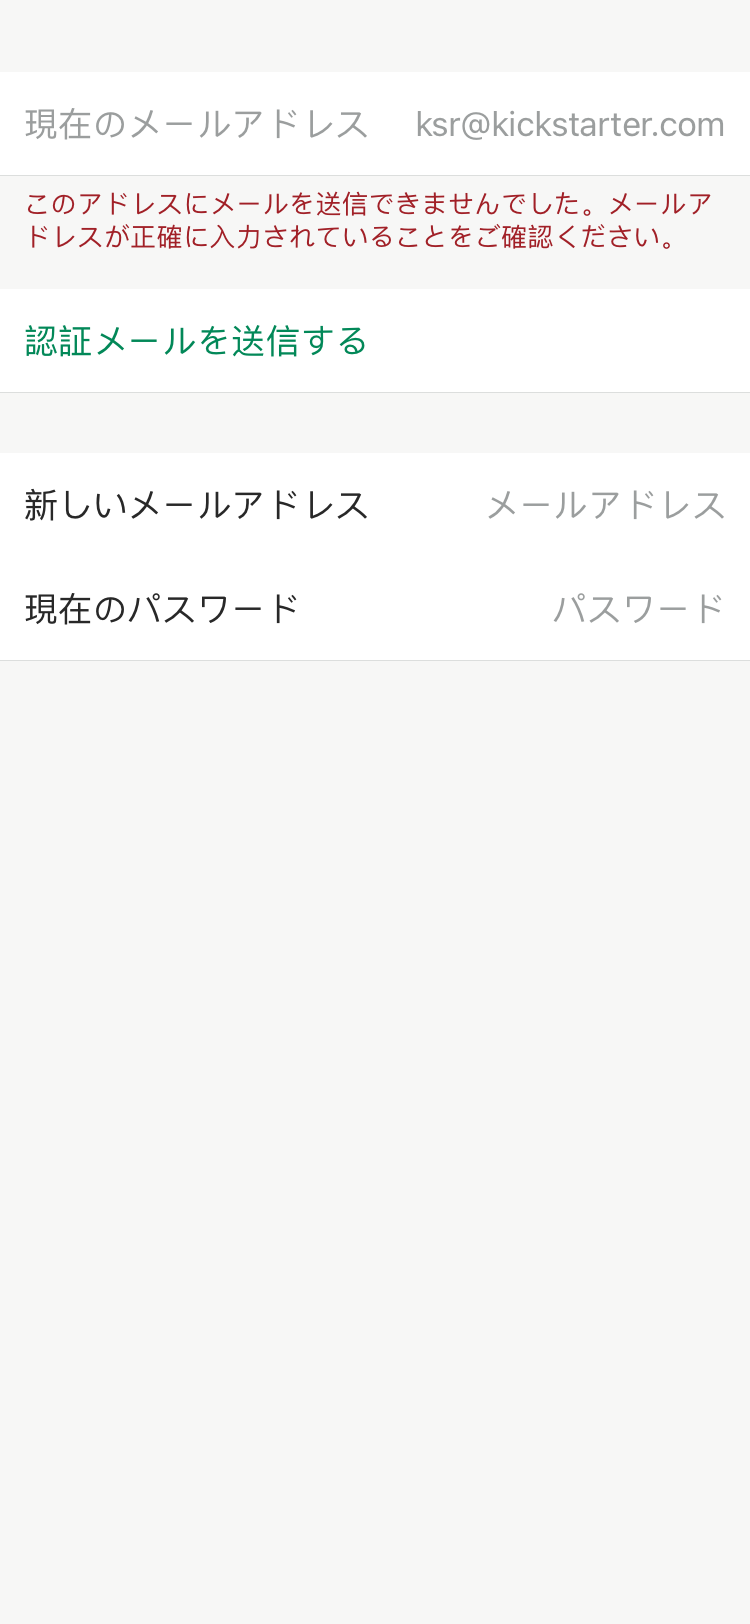 現在のメールアドレス ksr@kickstarter.com
このアドレスにメールを送信できませんでした。メールア
ドレスが正確に入力されていることをご確認ください。
認証メールを送信する
新しいメールアドレス メールアドレス
現在のパスワード パスワード